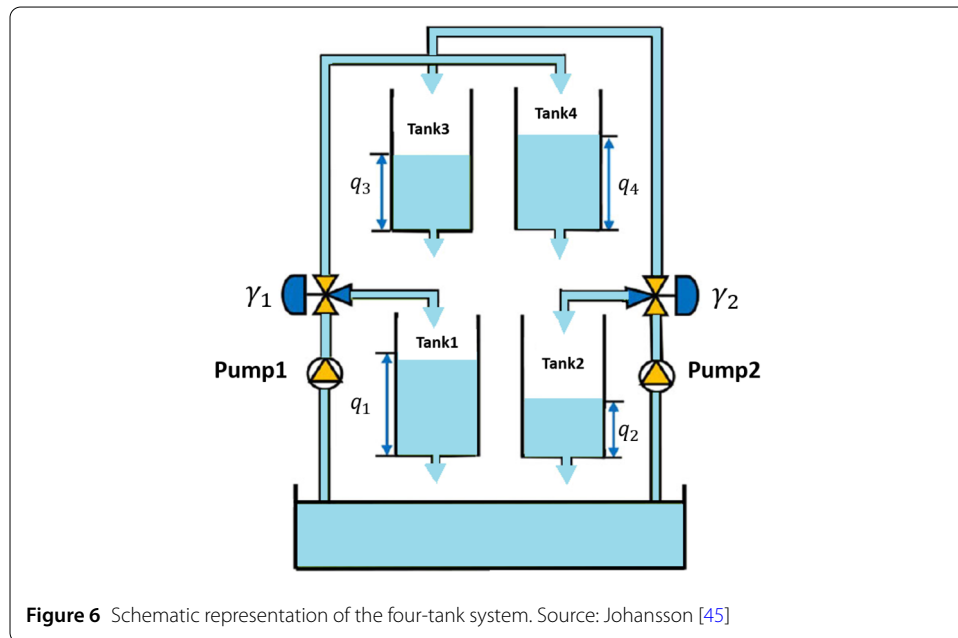 Tank3
Tank4
q₃
q₄
γ₁
γ₂
Tank1
Tank2
Pump1
Pump2
q₁
q₂
Figure 6 Schematic representation of the four-tank system. Source: Johansson [45]